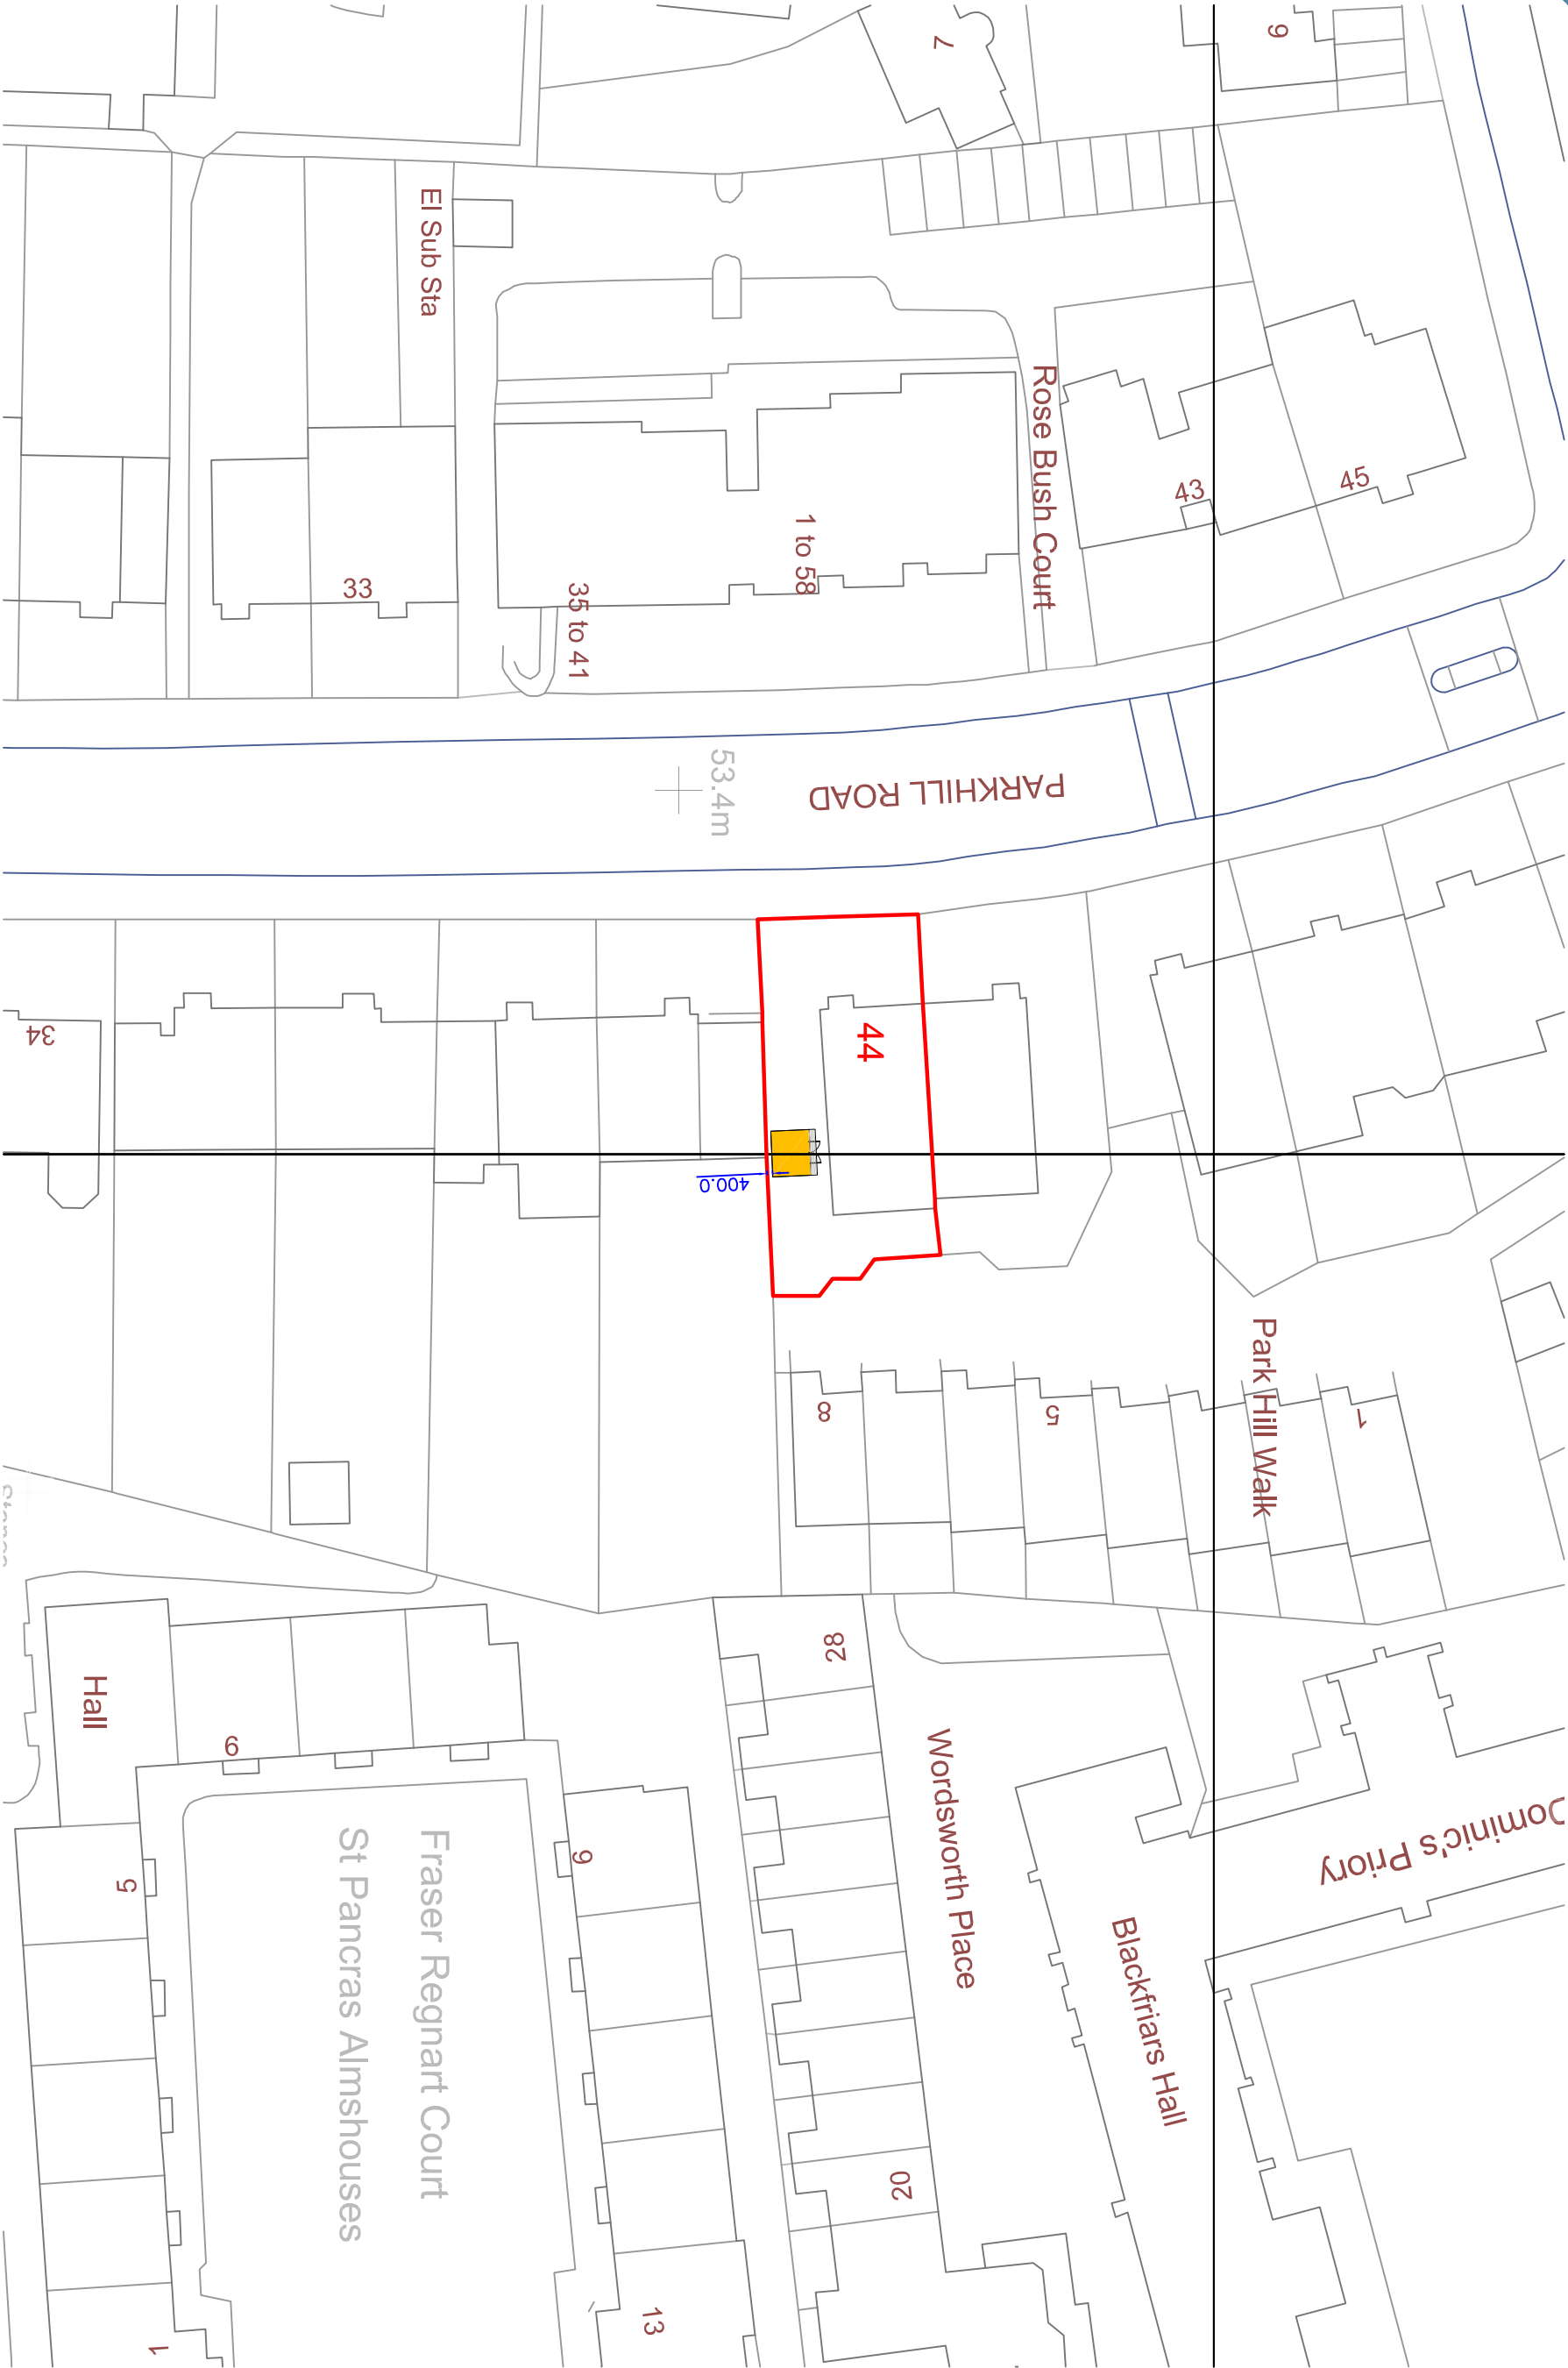 7
9
El Sub Sta
Rose Bush Court
43
45
1 to 58
33
35 to 41
53.4m
PARKHILL ROAD
34
44
400.0
Park Hill Walk
8
5
1
Hall
28
6
Wordsworth Place
Fraser Regnart Court
St Pancras Almshouses
9
5
Dominic's Priory
Blackfriars Hall
20
13
1